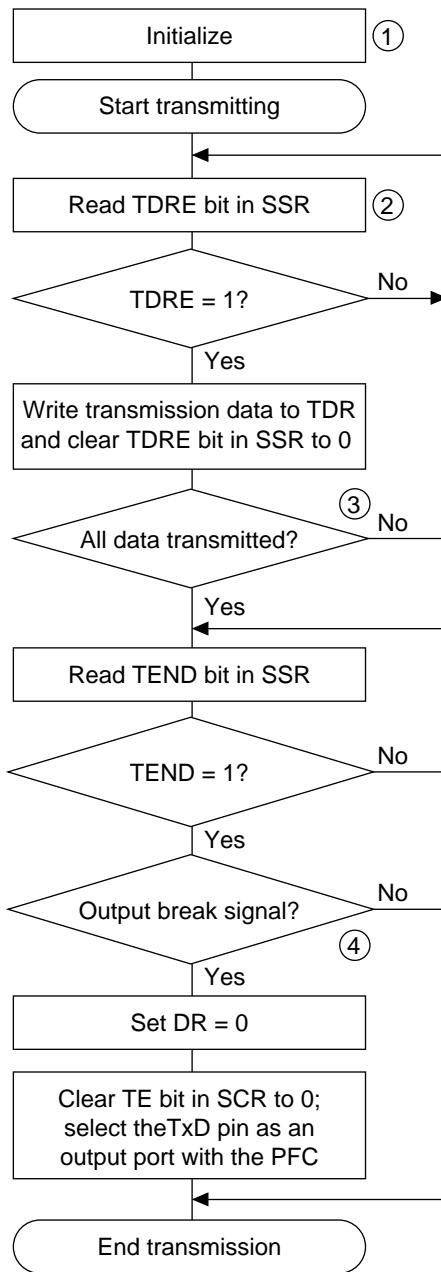 Initialize
①
Start transmitting
Read TDRE bit in SSR
②
TDRE = 1?
No
Yes
Write transmission data to TDR
and clear TDRE bit in SSR to 0
③
All data transmitted?
No
Yes
Read TEND bit in SSR
TEND = 1?
No
Yes
Output break signal?
No
④
Yes
Set DR = 0
Clear TE bit in SCR to 0;
select theTxD pin as an
output port with the PFC
End transmission